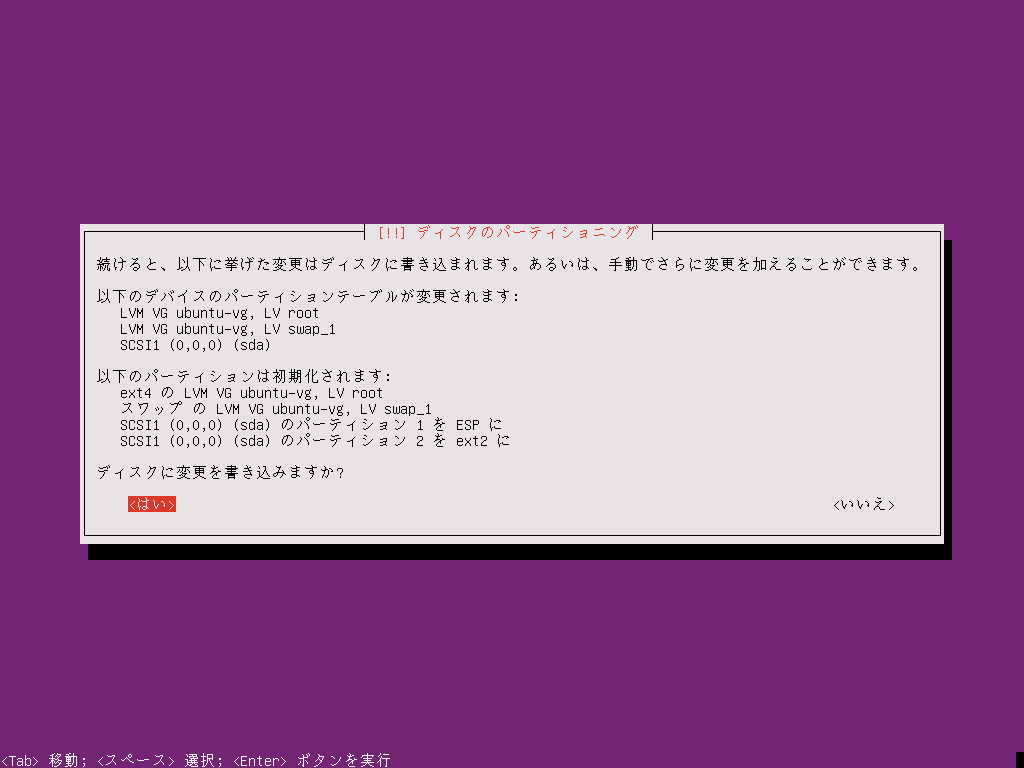 [!!] ディスクのパーティショニング
続けると、以下に挙げた変更はディスクに書き込まれます。あるいは、手動でさらに変更を加えることができます。
以下のデバイスのパーティションテーブルが変更されます:
LVM VG ubuntu-vg, LV root
LVM VG ubuntu-vg, LV swap_1
SCSI1 (0,0,0) (sda)
以下のパーティションは初期化されます:
ext4 の LVM VG ubuntu-vg, LV root
スワップ の LVM VG ubuntu-vg, LV swap_1
SCSI1 (0,0,0) (sda) のパーティション 1 を ESP に
SCSI1 (0,0,0) (sda) のパーティション 2 を ext2 に
ディスクに変更を書き込みますか?
<はい> <いいえ>
<Tab> 移動; <スペース> 選択; <Enter> ボタンを実行